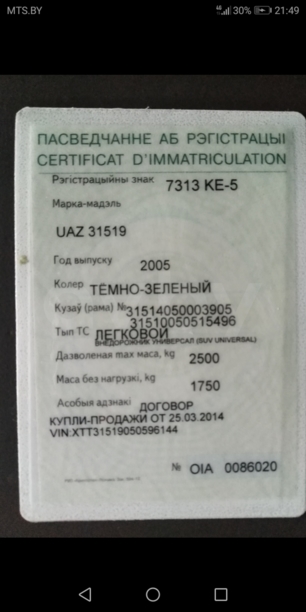 MTS.BY 30% 21:49
ПАСВЕДЧАННЕ АБ РЭГІСТРАЦЫІ
CERTIFICAT D'IMMATRICULATION
Рэгістрацыйны знак 7313 KE-5
Марка-мадэль
UAZ 31519
Год выпуску 2005
Колер ТЁМНО-ЗЕЛЕНЫЙ
Кузаў (рама) № 31514050003905
31510050515496
Тып ТС ЛЕГКОВОЙ
ВНЕДОРОЖНИК УНИВЕРСАЛ (SUV UNIVERSAL)
Дазволеная max маса, kg 2500
Маса без нагрузкі, kg 1750
Асобыя адзнакі ДОГОВОР
КУПЛИ-ПРОДАЖИ ОТ 25.03.2014
VIN:XTT31519050596144
№ OIA 0086020